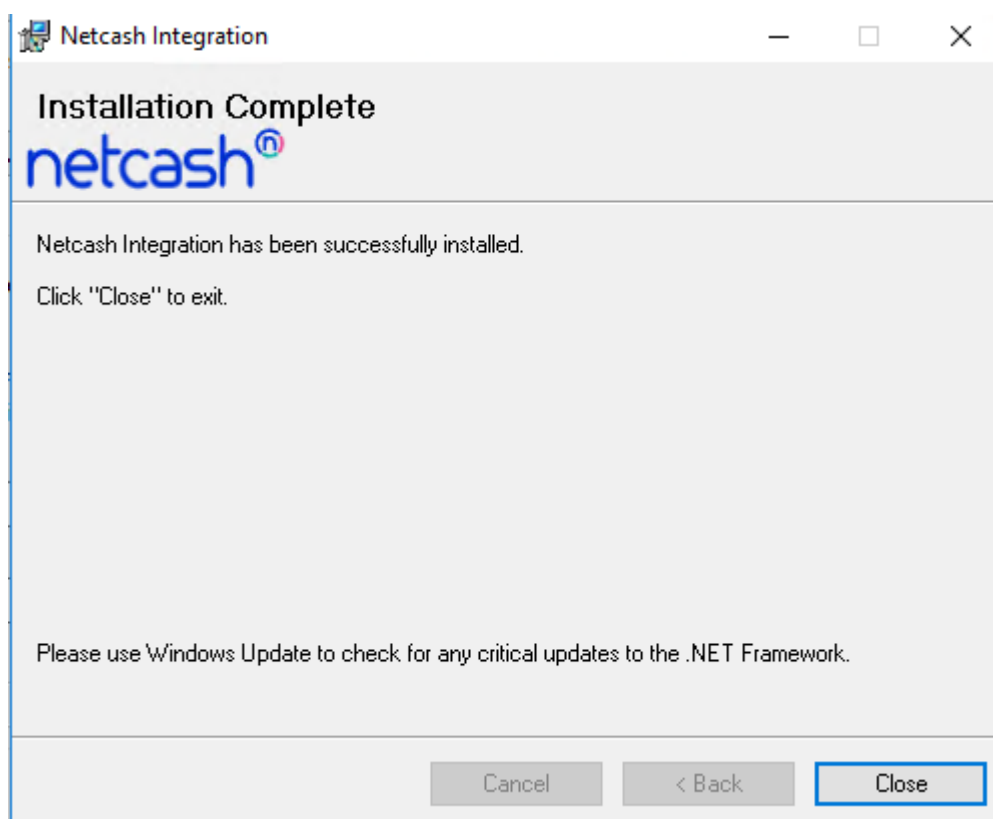 Netcash Integration
Installation Complete
netcash n
Netcash Integration has been successfully installed.
Click "Close" to exit.
Please use Windows Update to check for any critical updates to the .NET Framework.
Cancel
< Back
Close